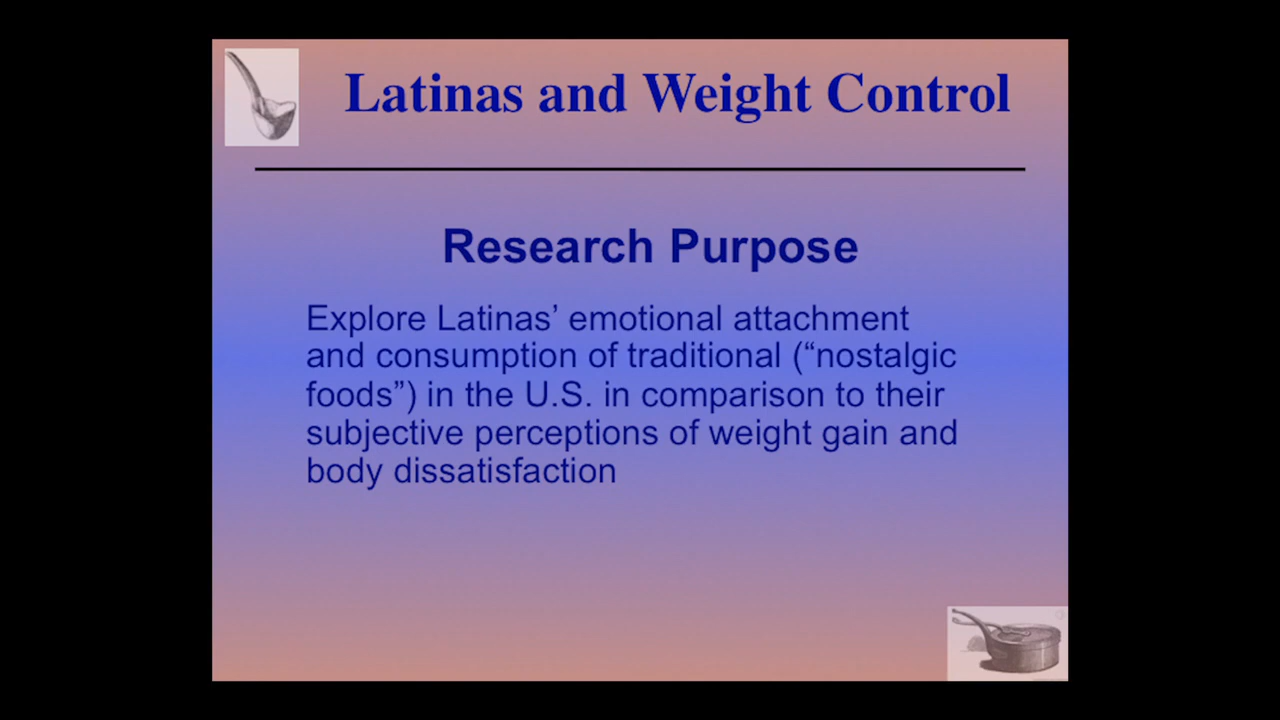 Latinas and Weight Control
Research Purpose
Explore Latinas’ emotional attachment
and consumption of traditional (“nostalgic
foods”) in the U.S. in comparison to their
subjective perceptions of weight gain and
body dissatisfaction